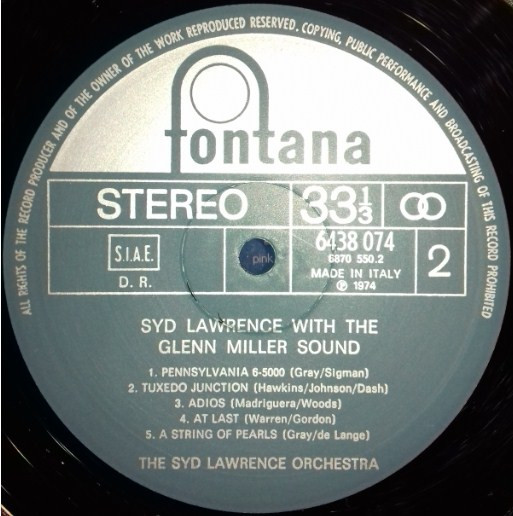 ALL RIGHTS OF THE RECORD PRODUCER AND OF THE OWNER OF THE WORK REPRODUCED RESERVED. COPYING, PUBLIC PERFORMANCE AND BROADCASTING OF THIS RECORD PROHIBITED
fontana
STEREO
33⅓
S.I.A.E.
D. R.
6438 074
6870 550.2
MADE IN ITALY
℗ 1974
2
pink
SYD LAWRENCE WITH THE
GLENN MILLER SOUND
1. PENNSYLVANIA 6-5000 (Gray/Sigman)
2. TUXEDO JUNCTION (Hawkins/Johnson/Dash)
3. ADIOS (Madriguera/Woods)
4. AT LAST (Warren/Gordon)
5. A STRING OF PEARLS (Gray/de Lange)
THE SYD LAWRENCE ORCHESTRA